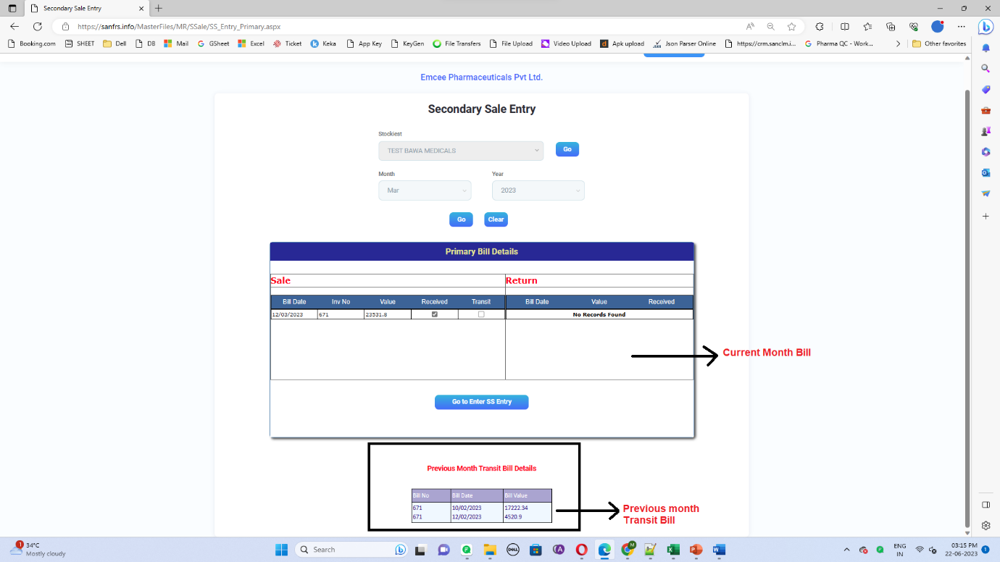 Secondary Sale Entry
https://sanfrs.info/MasterFiles/MR/SSale/SS_Entry_Primary.aspx
Booking.com SHEET Dell DB Mail GSheet Excel Ticket Keka App Key KeyGen File Transfers File Upload Video Upload Apk upload Json Parser Online https://crm.sanclm.i... Pharma QC - Work... Other favorites
Emcee Pharmaceuticals Pvt Ltd.
Secondary Sale Entry
Stockiest
TEST BAWA MEDICALS Go
Month Year
Mar 2023
Go Clear
Primary Bill Details
Sale Return
Bill Date Inv No Value Received Transit Bill Date Value Received
12/03/2023 671 23531.8 No Records Found
Current Month Bill
Go to Enter SS Entry
Previous Month Transit Bill Details
Bill No Bill Date Bill Value
671 10/02/2023 17222.34
671 12/02/2023 4520.9
Previous month
Transit Bill
1 34°C
Mostly cloudy
Search
M
ENG
IN
03:15 PM
22-06-2023
1